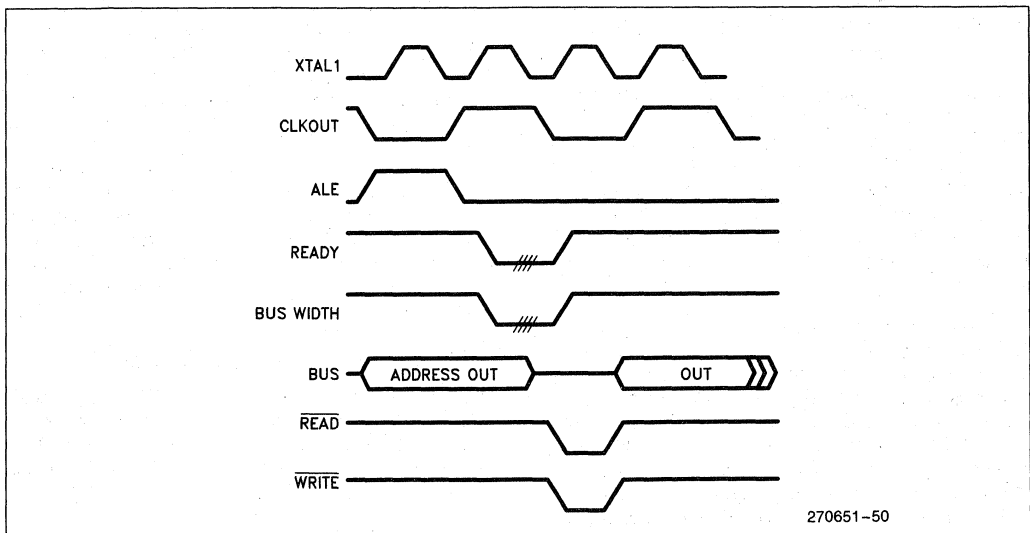 XTAL1
CLKOUT
ALE
READY
BUS WIDTH
BUS ADDRESS OUT OUT
READ
WRITE
270651-50